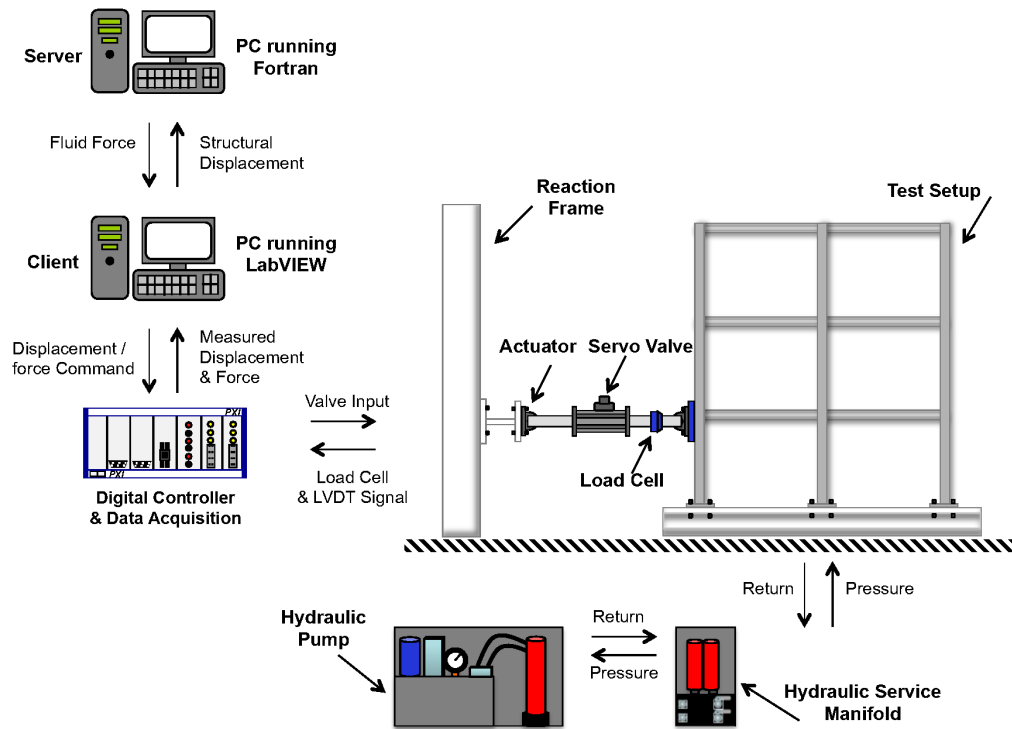 Server
PC running
Fortran
Fluid Force
Structural
Displacement
Client
PC running
LabVIEW
Displacement /
force Command
Measured
Displacement
& Force
PXI
PXI
Digital Controller
& Data Acquisition
Valve Input
Load Cell
& LVDT Signal
Reaction
Frame
Test Setup
Actuator
Servo Valve
Load Cell
Return
Pressure
Hydraulic
Pump
Return
Pressure
Hydraulic Service
Manifold